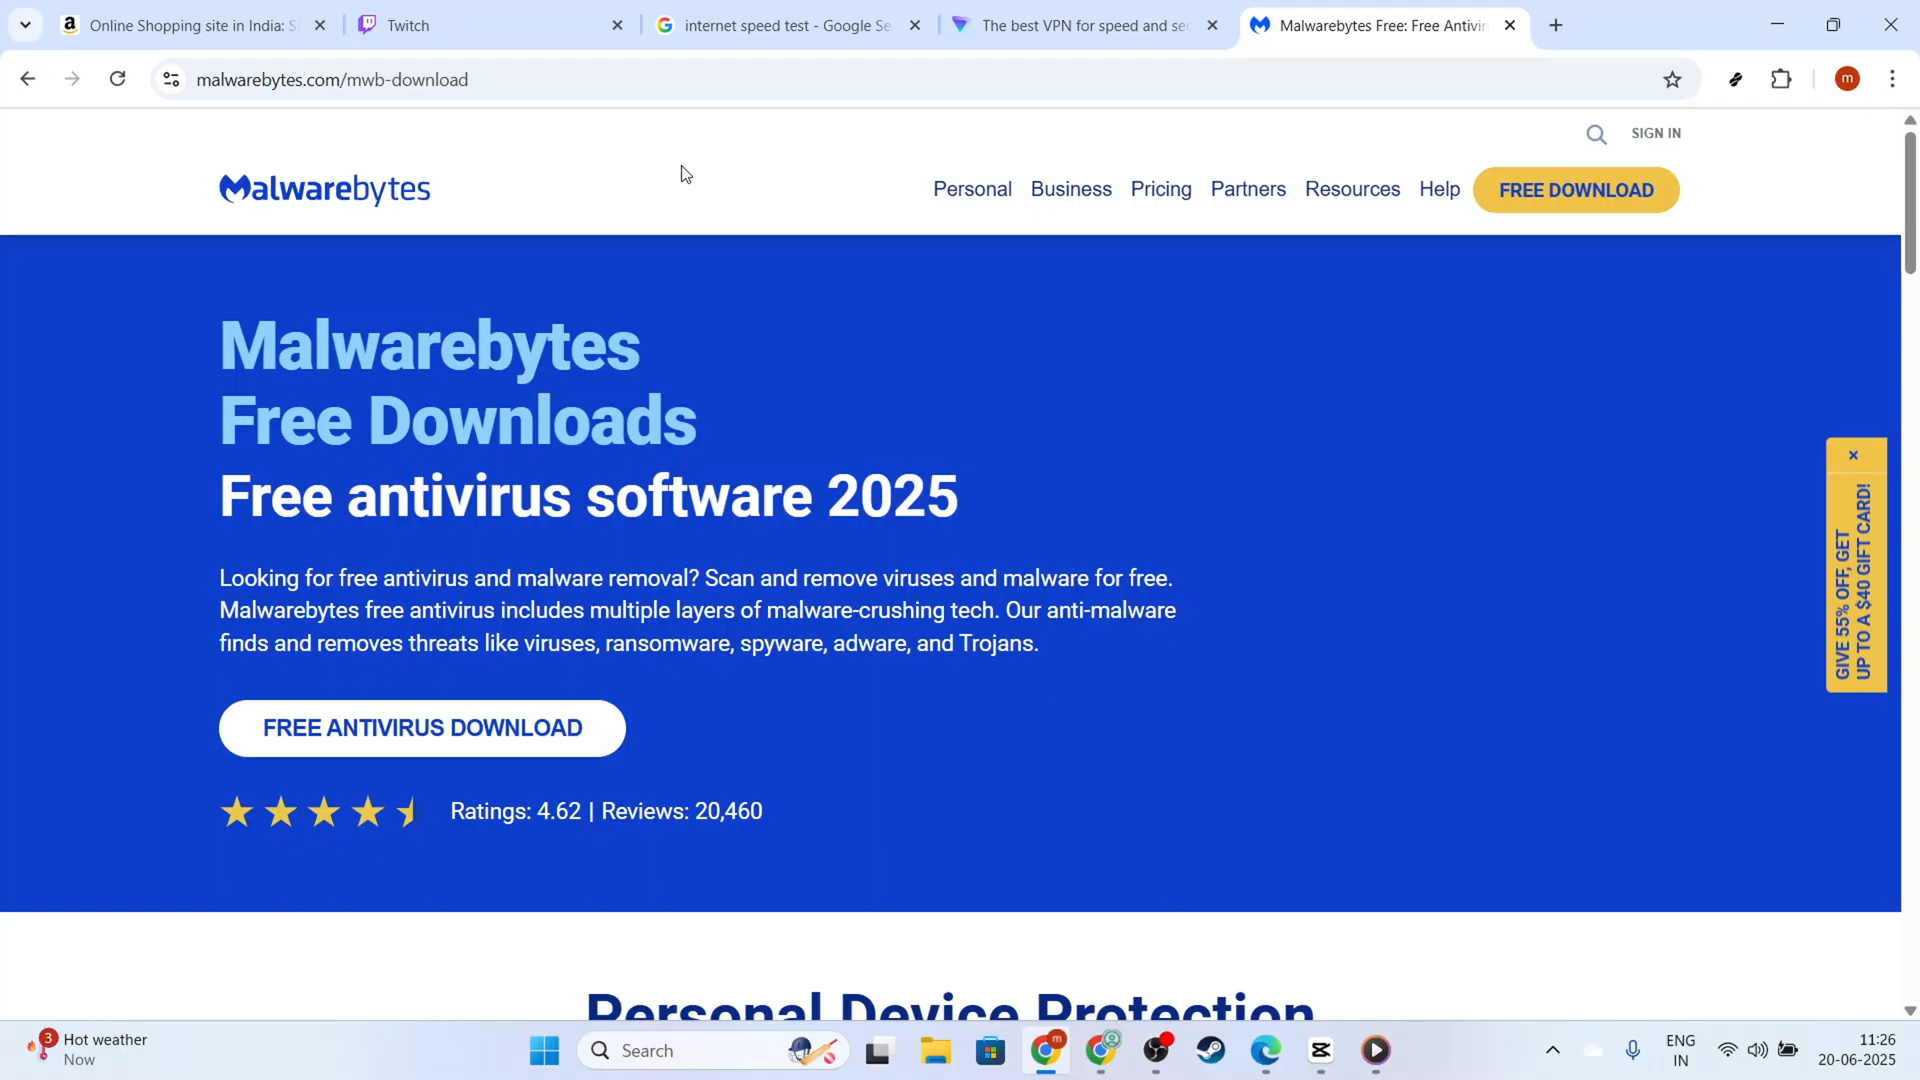 Online Shopping site in India: S
Twitch
internet speed test - Google Se
The best VPN for speed and sec
Malwarebytes Free: Free Antivir
malwarebytes.com/mwb-download
m
SIGN IN
Malwarebytes
Personal
Business
Pricing
Partners
Resources
Help
FREE DOWNLOAD
Malwarebytes
Free Downloads
Free antivirus software 2025
Looking for free antivirus and malware removal? Scan and remove viruses and malware for free.
Malwarebytes free antivirus includes multiple layers of malware-crushing tech. Our anti-malware
finds and removes threats like viruses, ransomware, spyware, adware, and Trojans.
FREE ANTIVIRUS DOWNLOAD
Ratings: 4.62 | Reviews: 20,460
GIVE 55% OFF, GET
UP TO A $40 GIFT CARD!
Personal Device Protection
3
Hot weather
Now
Search
m
ENG
IN
11:26
20-06-2025